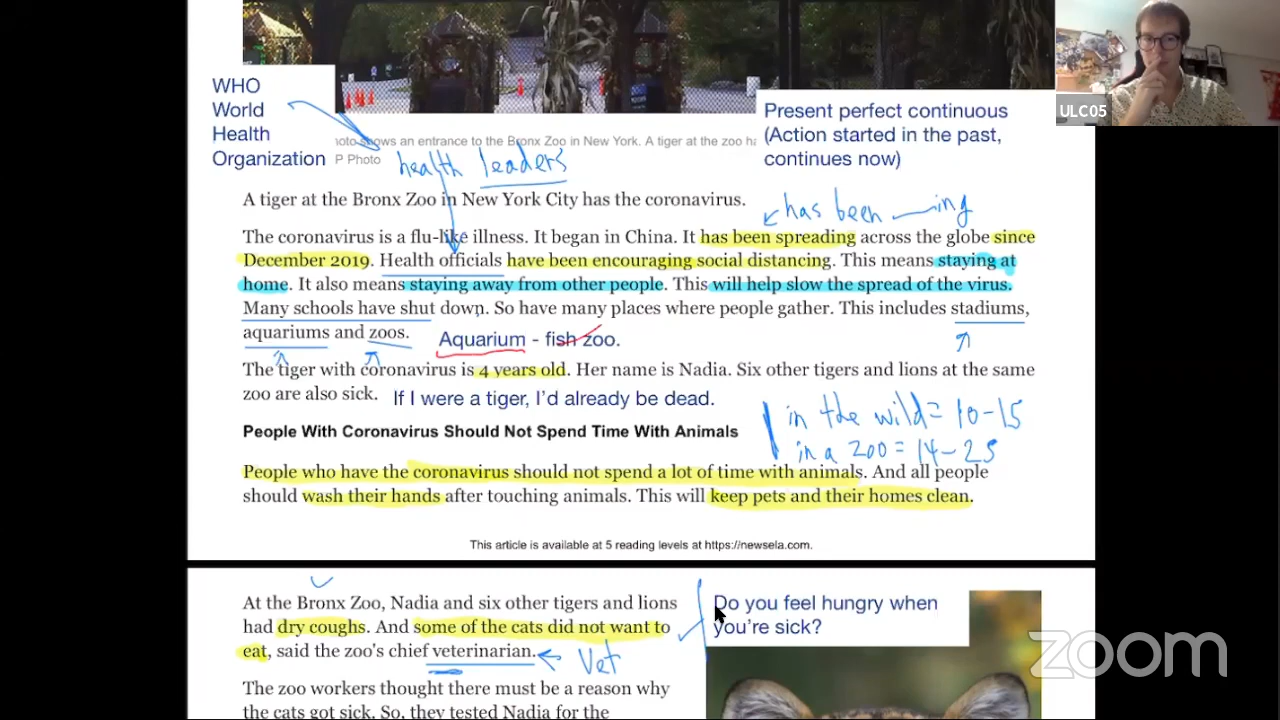 ULC05
WHO
World
Health
Organization
Present perfect continuous
(Action started in the past,
continues now)
oto shows an entrance to the Bronx Zoo in New York. A tiger at the zoo ha
P Photo
health leaders
A tiger at the Bronx Zoo in New York City has the coronavirus.
has been ing
The coronavirus is a flu-like illness. It began in China. It has been spreading across the globe since
December 2019. Health officials have been encouraging social distancing. This means staying at
home. It also means staying away from other people. This will help slow the spread of the virus.
Many schools have shut down. So have many places where people gather. This includes stadiums,
aquariums and zoos.
Aquarium - fish zoo.
The tiger with coronavirus is 4 years old. Her name is Nadia. Six other tigers and lions at the same
zoo are also sick.
If I were a tiger, I'd already be dead.
in the wild = 10-15
in a zoo = 14-25
People With Coronavirus Should Not Spend Time With Animals
People who have the coronavirus should not spend a lot of time with animals. And all people
should wash their hands after touching animals. This will keep pets and their homes clean.
This article is available at 5 reading levels at https://newsela.com.
At the Bronx Zoo, Nadia and six other tigers and lions
had dry coughs. And some of the cats did not want to
eat, said the zoo's chief veterinarian.
Vet
Do you feel hungry when
you're sick?
The zoo workers thought there must be a reason why
the cats got sick. So, they tested Nadia for the
zoom